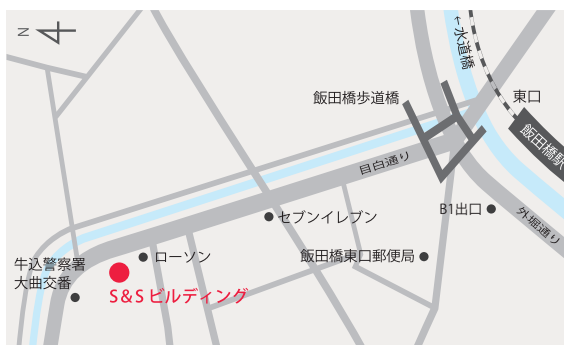 N
←水道橋
東口
飯田橋歩道橋
飯田橋駅
目白通り
B1出口
外堀通り
セブンイレブン
飯田橋東口郵便局
ローソン
牛込警察署
大曲交番
S&Sビルディング